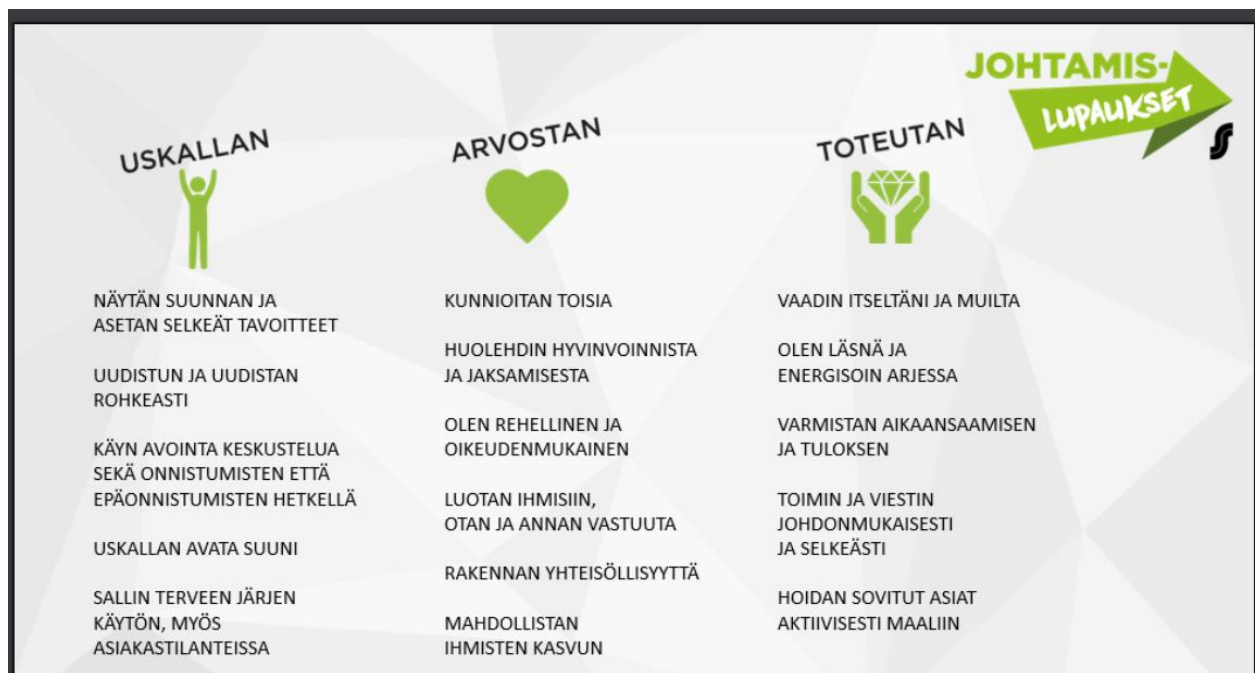 JOHTAMIS-
LUPAUKSET
USKALLAN
NÄYTÄN SUUNNAN JA
ASETAN SELKEÄT TAVOITTEET
UUDISTUN JA UUDISTAN
ROHKEASTI
KÄYN AVOINTA KESKUSTELUA
SEKÄ ONNISTUMISTEN ETTÄ
EPÄONNISTUMISTEN HETKELLÄ
USKALLAN AVATA SUUNI
SALLIN TERVEEN JÄRJEN
KÄYTÖN, MYÖS
ASIAKASTILANTEISSA
ARVOSTAN
KUNNIOITAN TOISIA
HUOLEHDIN HYVINVOINNISTA
JA JAKSAMISESTA
OLEN REHELLINEN JA
OIKEUDENMUKAINEN
LUOTAN IHMISIIN,
OTAN JA ANNAN VASTUUTA
RAKENNAN YHTEISÖLLISYYTTÄ
MAHDOLLISTAN
IHMISTEN KASVUN
TOTEUTAN
VAADIN ITSELTÄNI JA MUILTA
OLEN LÄSNÄ JA
ENERGISOIN ARJESSA
VARMISTAN AIKAANSAAMISEN
JA TULOKSEN
TOIMIN JA VIESTIN
JOHDONMUKAISESTI
JA SELKEÄSTI
HOIDAN SOVITUT ASIAT
AKTIIVISESTI MAALIIN